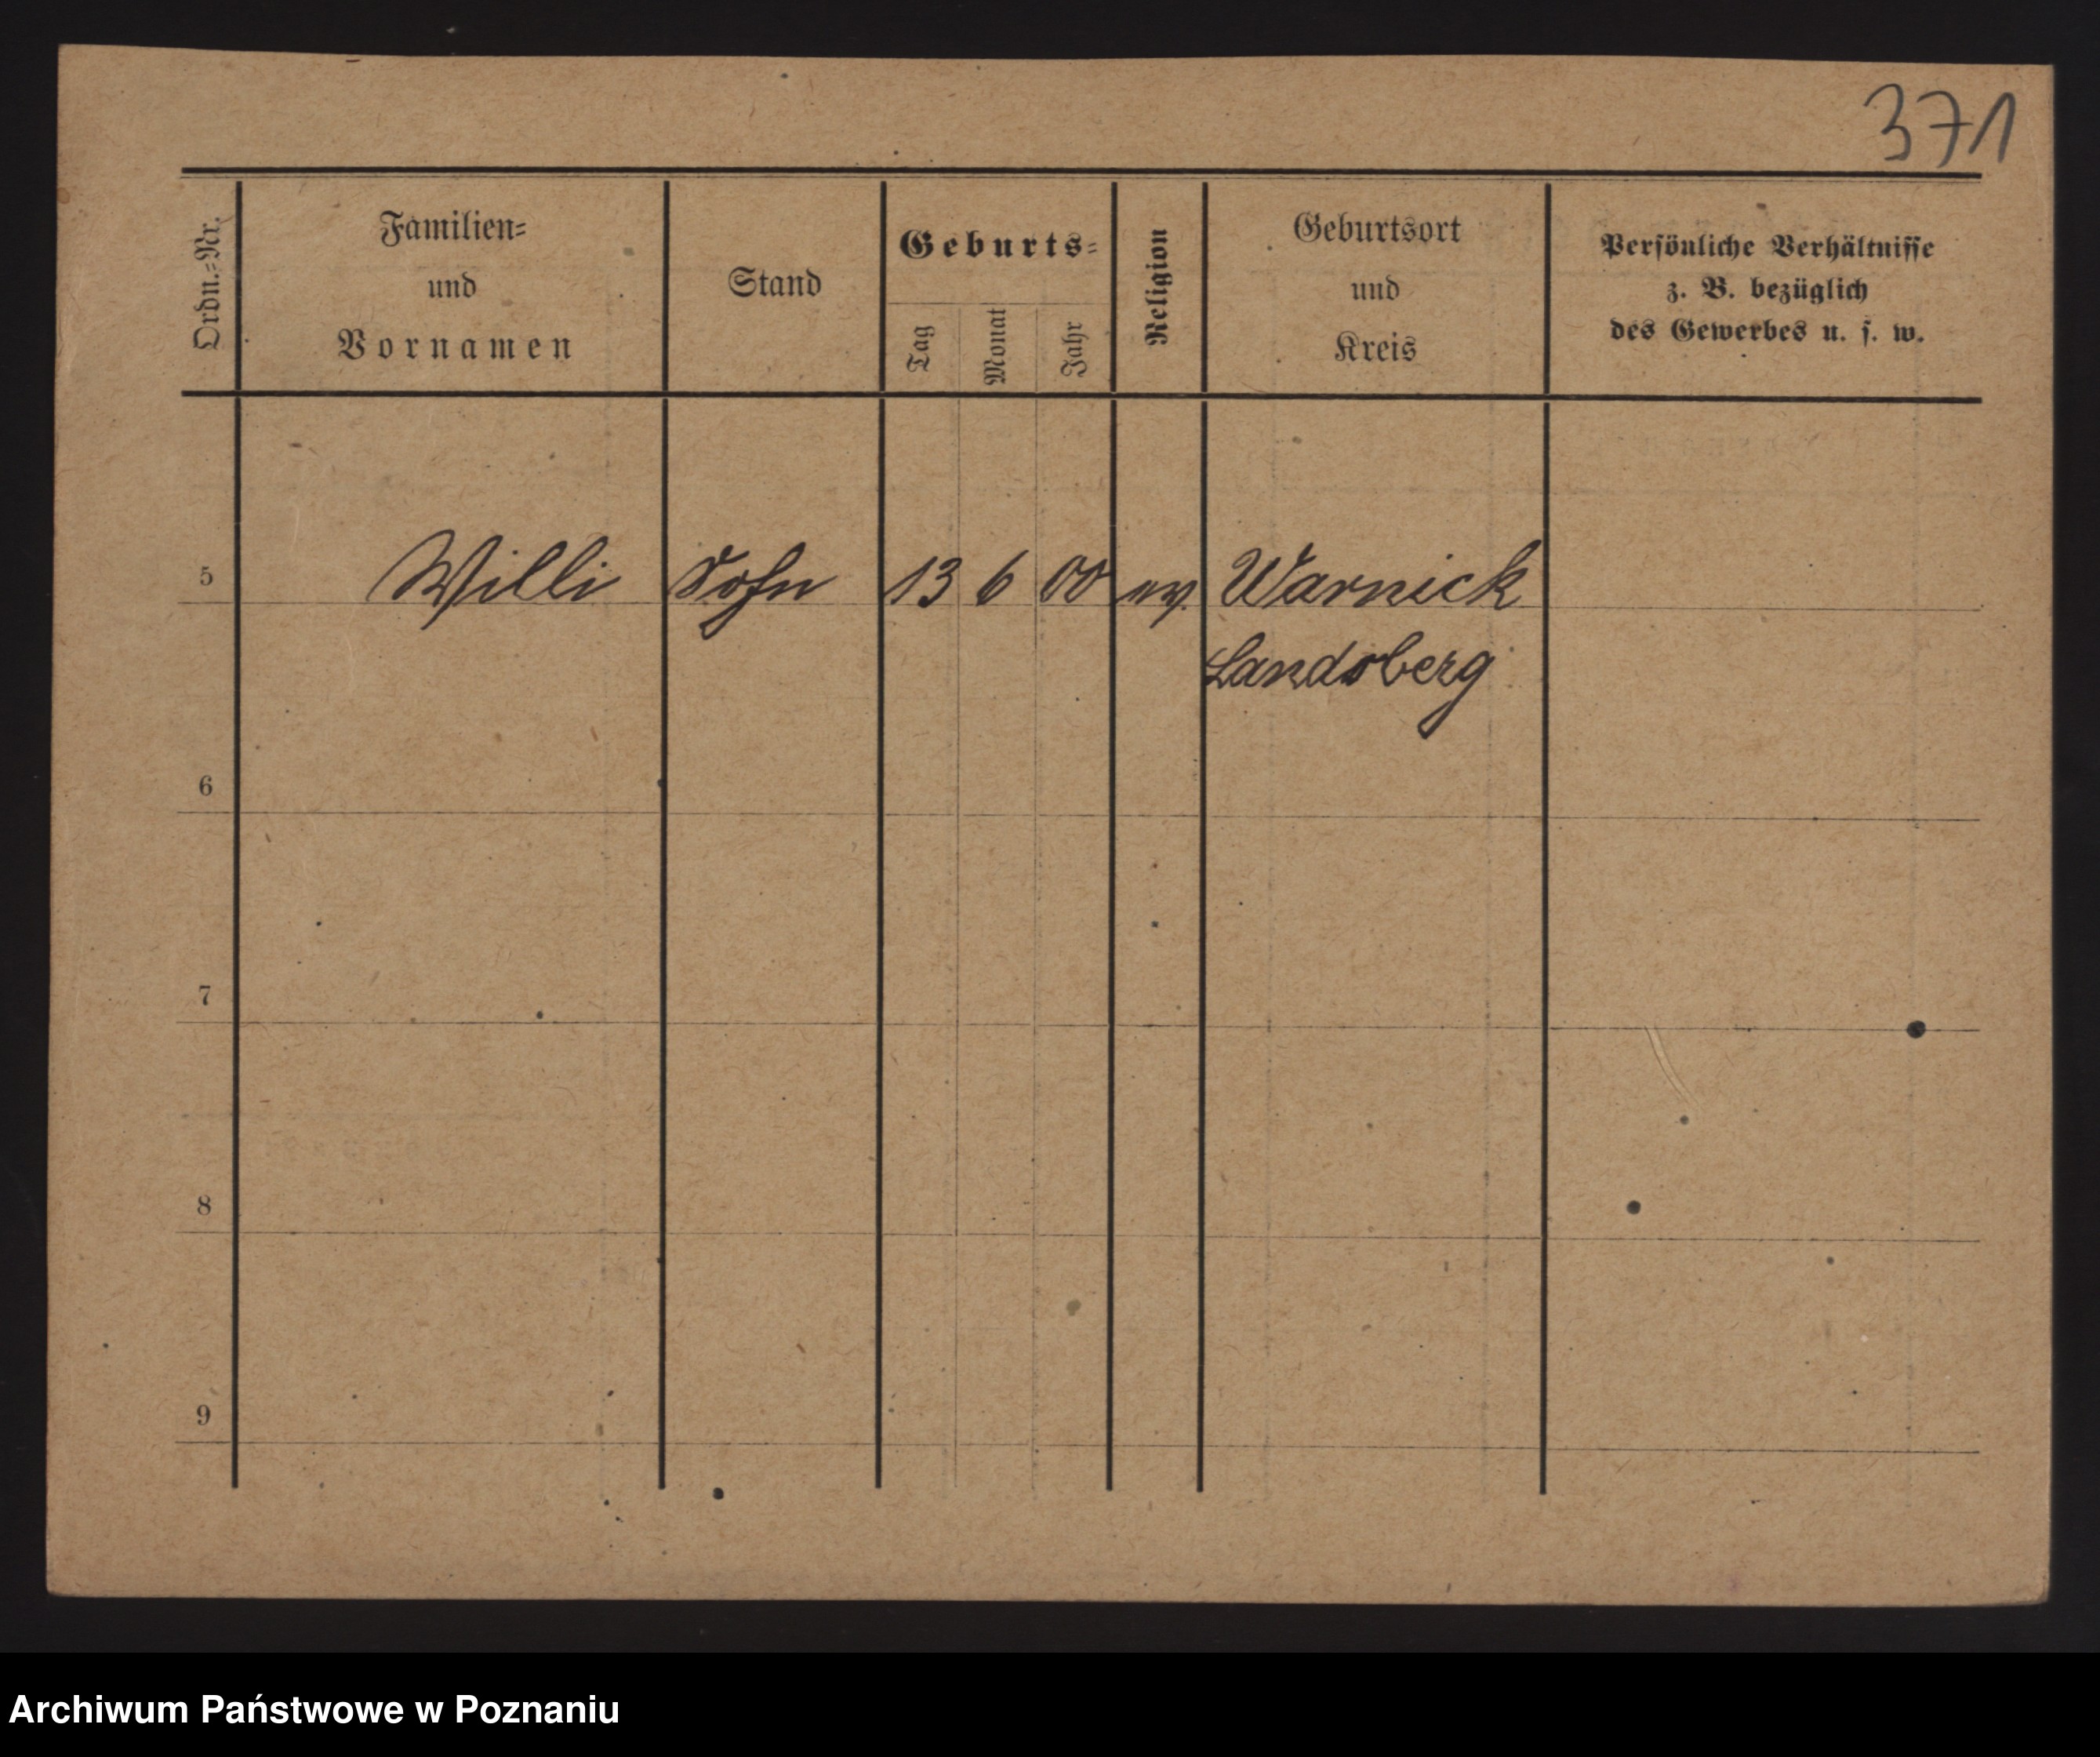 371
Ordn.=Nr.
Familien=
und
Vornamen
Stand
Geburts=
Tag
Monat
Jahr
Religion
Geburtsort
und
Kreis
Persönliche Verhältnisse
z. B. bezüglich
des Gewerbes u. s. w.
5 Willi Sohn 13 6 00 ev. Warnick
Landsberg
6
7
8
9
Archiwum Państwowe w Poznaniu